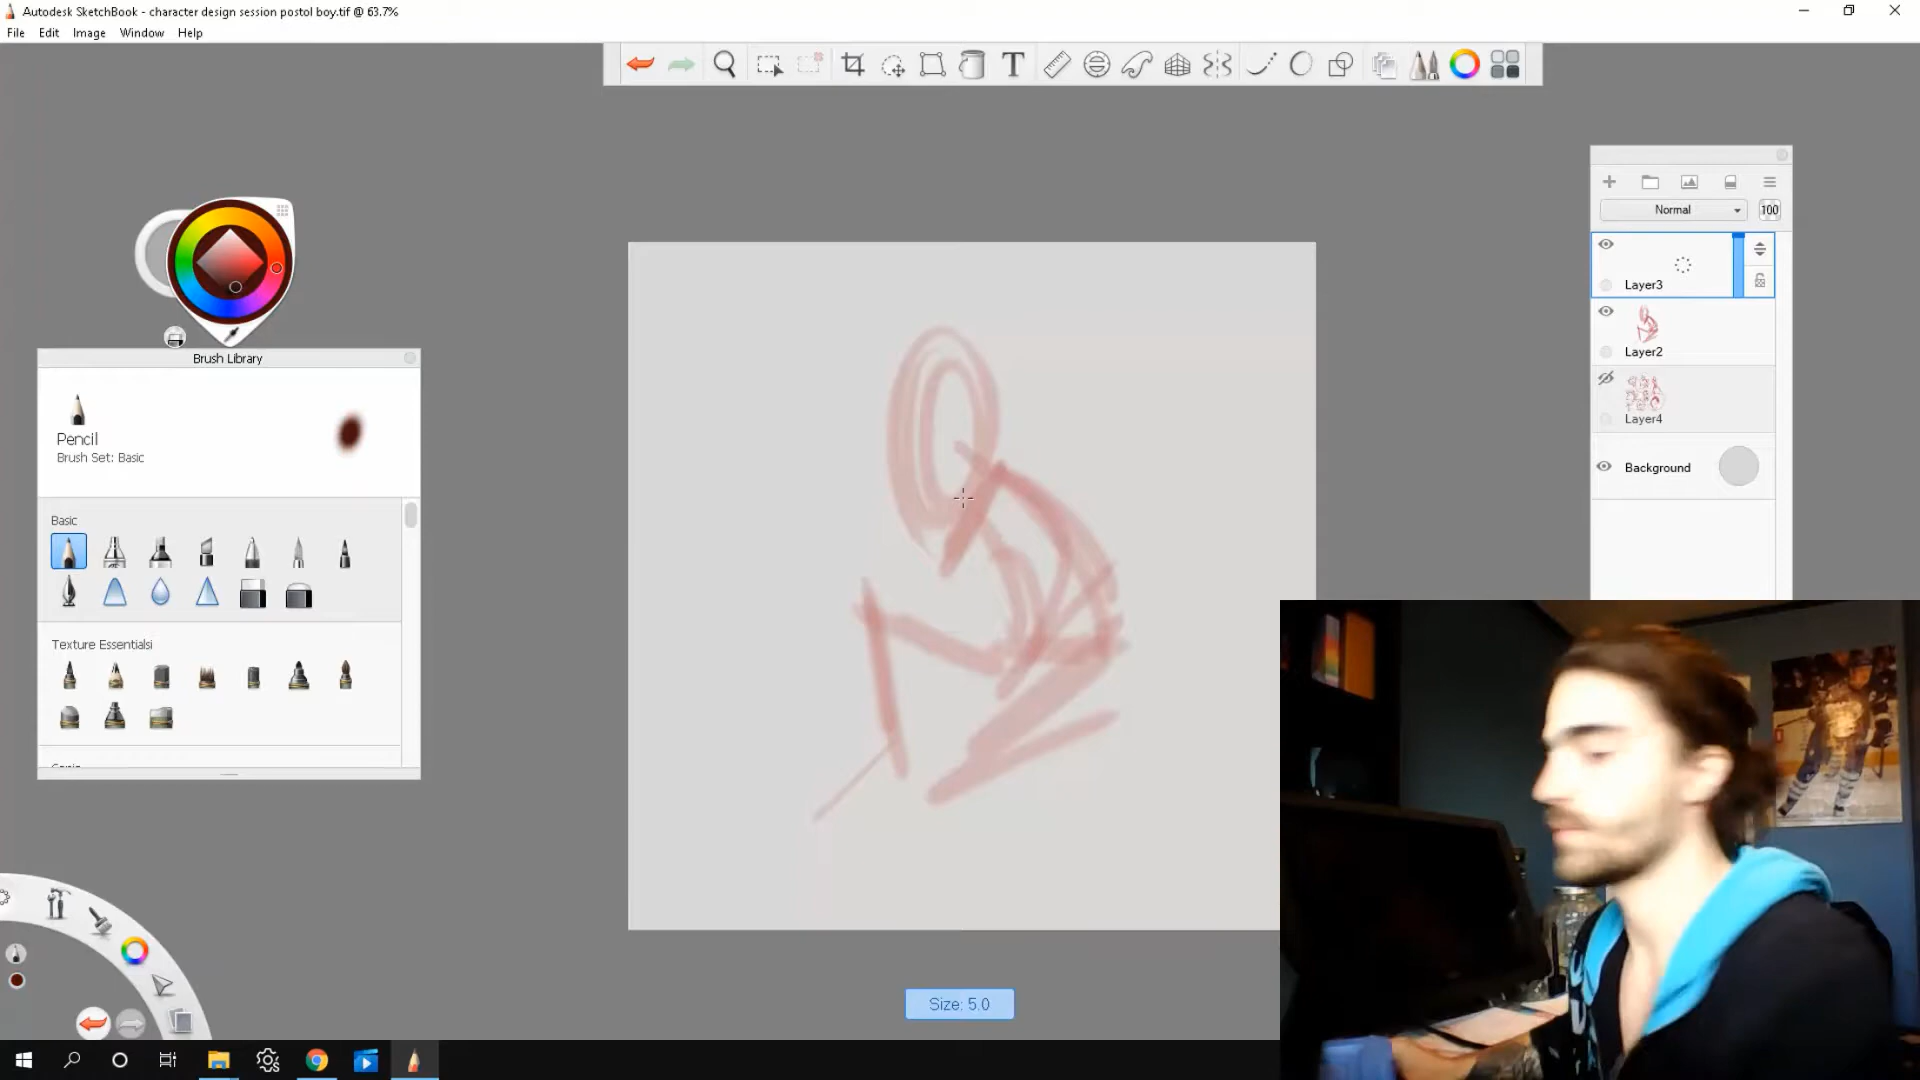 Autodesk SketchBook - character design session postol boy.tif @ 63.7%
File Edit Image Window Help
T
Normal 100
Layer3
Layer2
Layer4
Background
Brush Library
Pencil
Brush Set: Basic
Basic
Texture Essentialsi
Size: 5.0